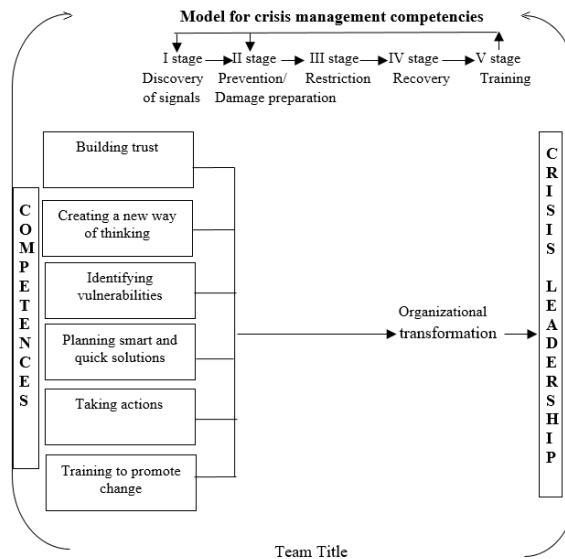 Model for crisis management competencies
I stage II stage III stage IV stage V stage
Discovery Prevention/ Restriction Recovery Training
of signals Damage preparation)
Building trust
Creating a new way
of thinking
Identifying
vulnerabilities
Planning smart and
quick solutions
Taking actions
Training to promote
change
COMPETENCES
Organizational
transformation
CRISIS LEADERSHIP
Team Title